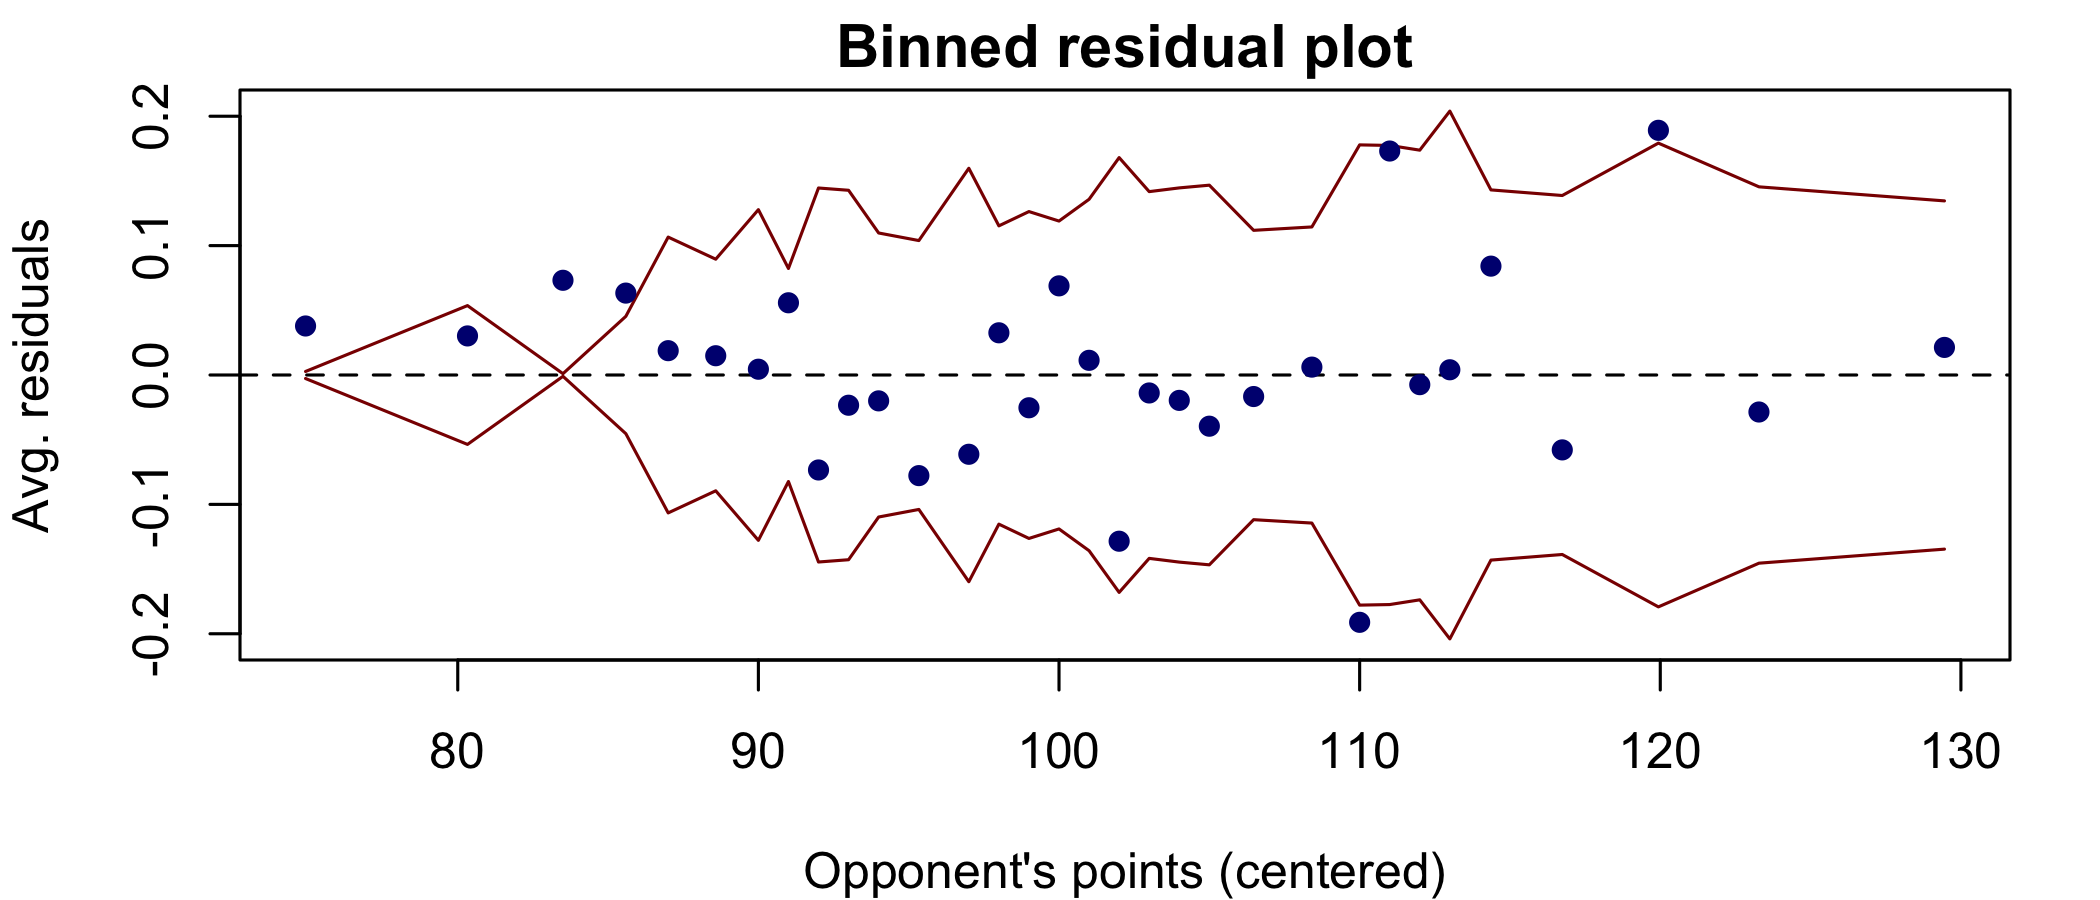 Binned residual plot
Avg. residuals
0.2
0.1
0.0
-0.1
-0.2
80 90 100 110 120 130
Opponent's points (centered)